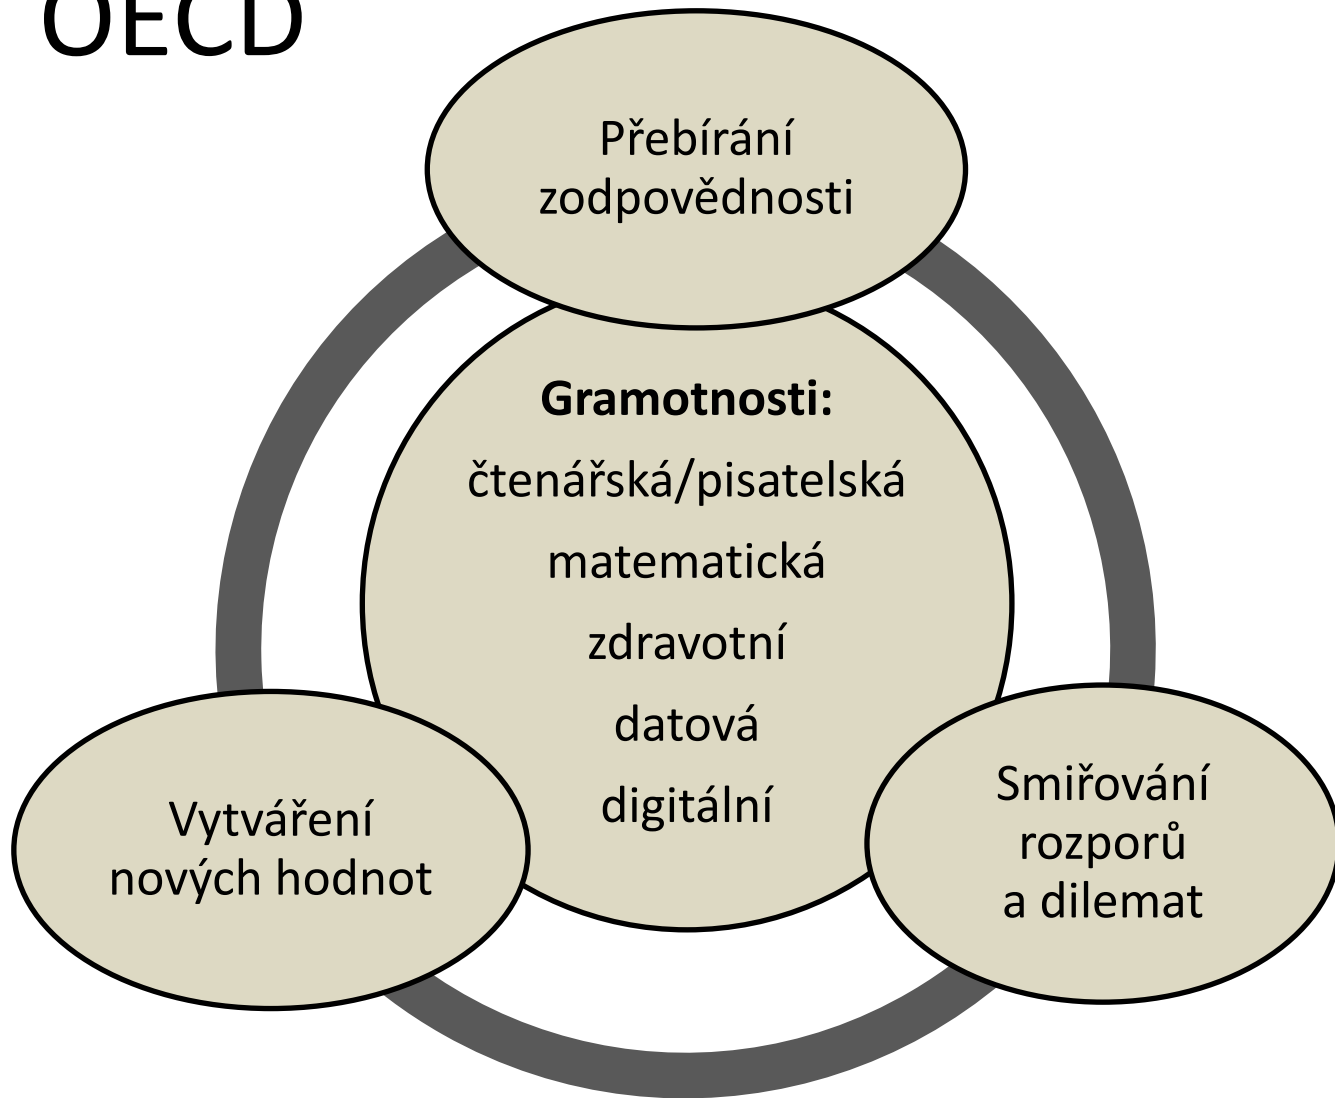 OECD
Přebírání
zodpovědnosti
Gramotnosti:
čtenářská/pisatelská
matematická
zdravotní
datová
digitální
Vytváření
nových hodnot
Smiřování
rozporů
a dilemat